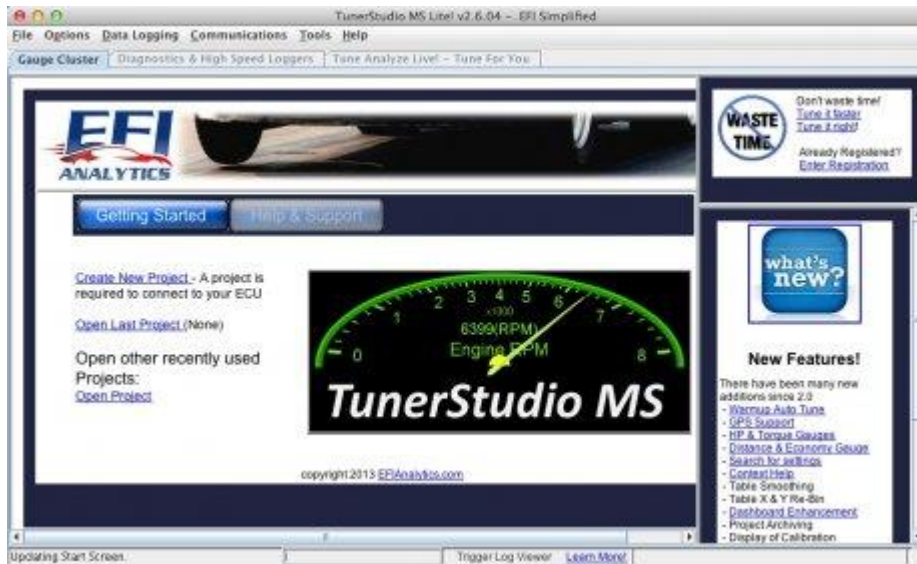 TunerStudio MS Lite! v2.6.04 - EFI Simplified
File Options Data Logging Communications Tools Help
Gauge Cluster Diagnostics & High Speed Loggers Tune Analyze Live! - Tune For You
EFI
ANALYTICS
Getting Started Help & Support
Create New Project - A project is
required to connect to your ECU
Open Last Project (None)
Open other recently used
Projects:
Open Project
0 1 2 3 4 5 6 7 8
x1000
6399(RPM)
Engine RPM
TunerStudio MS
copyright 2013 EFIAnalytics.com
WASTE
TIME
Don't waste time!
Tune it faster
Tune it right!
Already Registered?
Enter Registration
what's
new?
New Features!
There have been many new
additions since 2.0
- Warmup Auto Tune
- GPS Support
- HP & Torque Gauges
- Distance & Economy Gauge
- Search for settings
- Context Help
- Table Smoothing
- Table X & Y Re-Bin
- Dashboard Enhancement
- Project Archiving
- Display of Calibration
Updating Start Screen. Trigger Log Viewer Learn More!